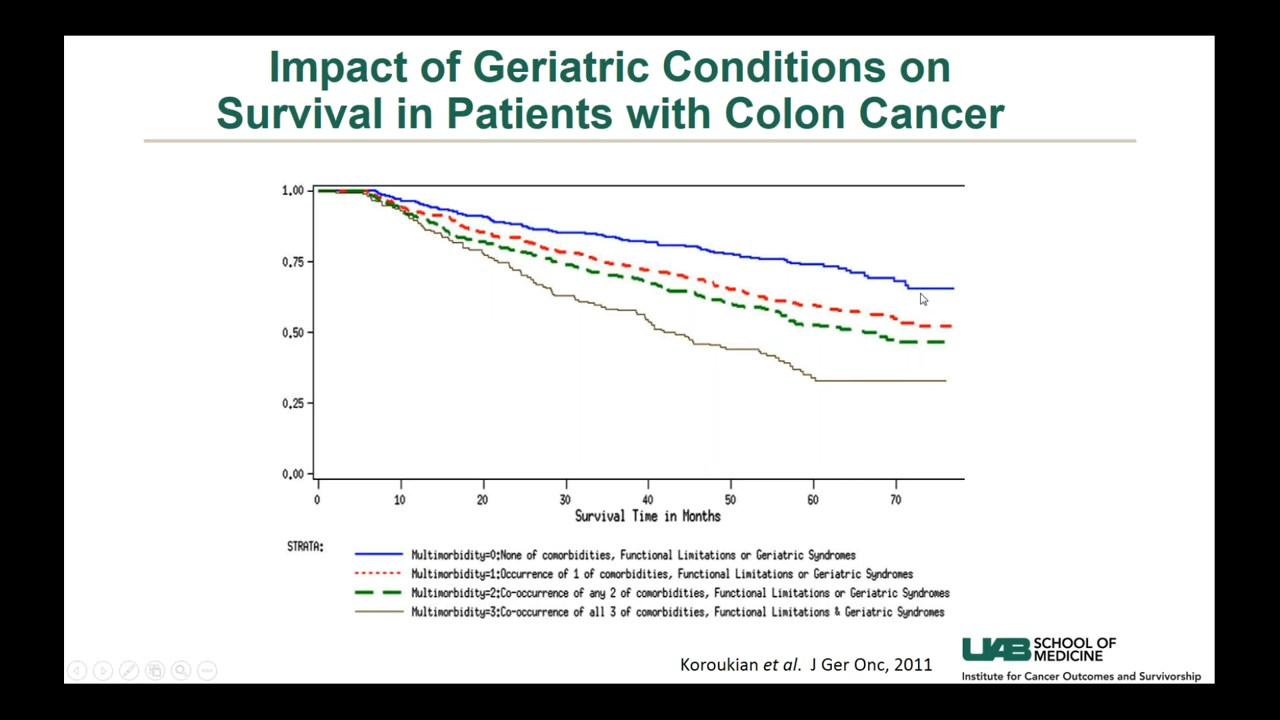 Impact of Geriatric Conditions on
Survival in Patients with Colon Cancer
1.00
0.75
0.50
0.25
0.00
0 10 20 30 40 50 60 70
Survival Time in Months
STRATA:
Multimorbidity=0:None of comorbidities, Functional Limitations or Geriatric Syndromes
Multimorbidity=1:Occurrence of 1 of comorbidities, Functional Limitations or Geriatric Syndromes
Multimorbidity=2:Co-occurrence of any 2 of comorbidities, Functional Limitations or Geriatric Syndromes
Multimorbidity=3:Co-occurrence of all 3 of comorbidities, Functional Limitations & Geriatric Syndromes
Koroukian et al. J Ger Onc, 2011
UAB SCHOOL OF
MEDICINE
Institute for Cancer Outcomes and Survivorship